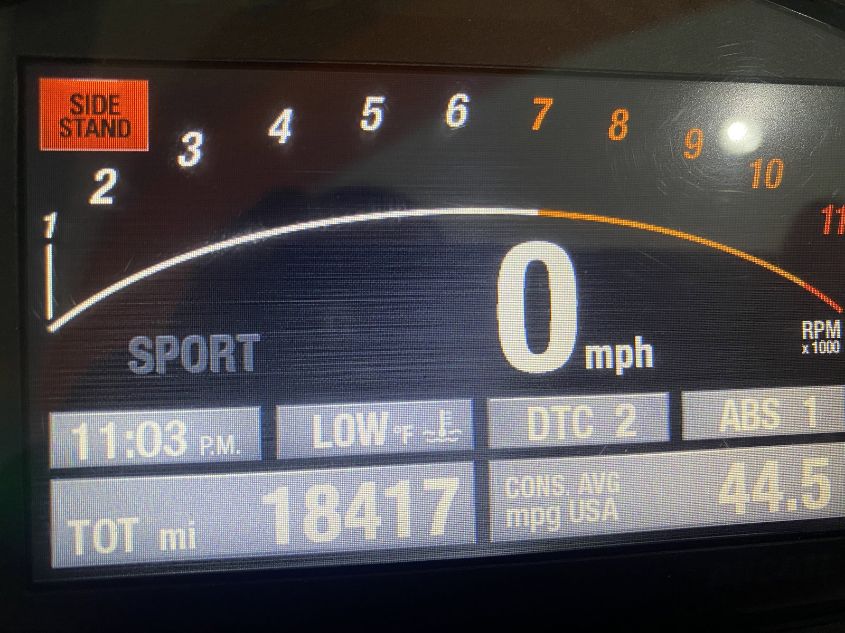 SIDE
STAND
1 2 3 4 5 6 7 8 9 10 11
0 mph
RPM
x 1000
SPORT
11:03 P.M.
LOW °F
DTC 2
ABS 1
TOT mi 18417
CONS. AVG
mpg USA
44.5